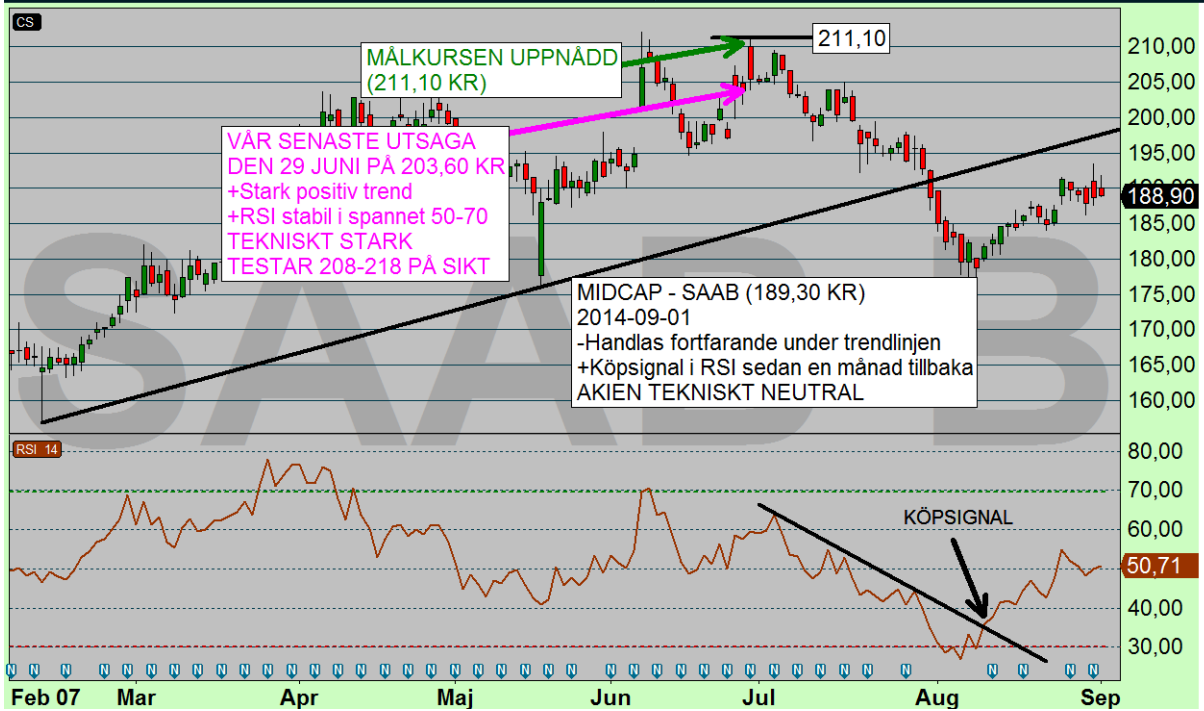 CS
MÅLKURSEN UPPNÅDD
(211,10 KR)
211,10
VÅR SENASTE UTSAGA
DEN 29 JUNI PÅ 203,60 KR
+Stark positiv trend
+RSI stabil i spannet 50-70
TEKNISKT STARK
TESTAR 208-218 PÅ SIKT
MIDCAP - SAAB (189,30 KR)
2014-09-01
-Handlas fortfarande under trendlinjen
+Köpsignal i RSI sedan en månad tillbaka
AKIEN TEKNISKT NEUTRAL
SAAB B
210,00
205,00
200,00
195,00
188,90
185,00
180,00
175,00
170,00
165,00
160,00
RSI 14
KÖPSIGNAL
80,00
70,00
60,00
50,71
40,00
30,00
N N N N N N N N N N N N N N N N N N N N N N N N N N N N N N N N N N N N N N N N N N
Feb 07 Mar Apr Maj Jun Jul Aug Sep